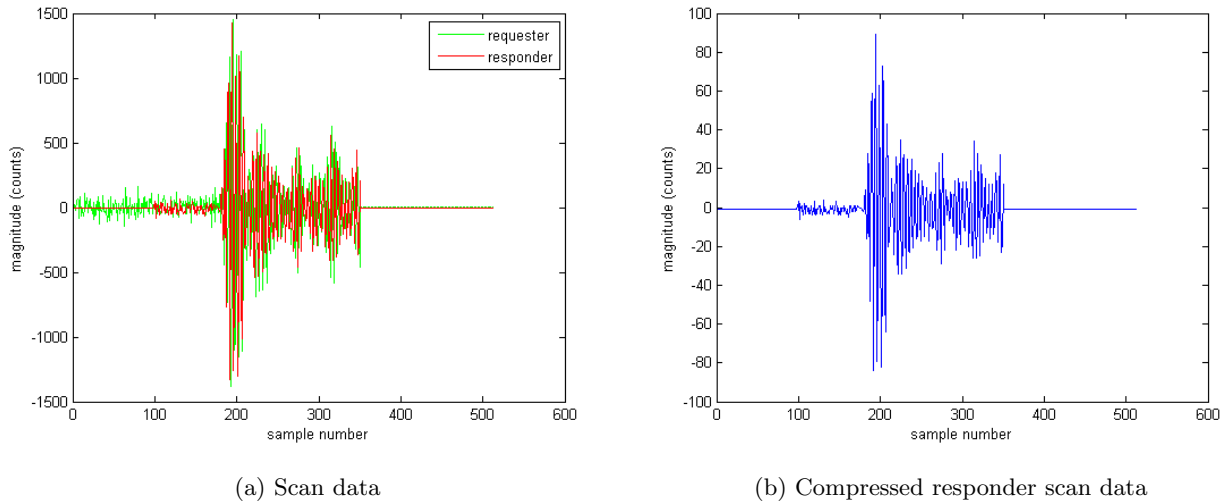 1500
1000
500
0
-500
-1000
-1500
magnitude (counts)
0 100 200 300 400 500 600
sample number
requester
responder
(a) Scan data
100
80
60
40
20
0
-20
-40
-60
-80
-100
magnitude (counts)
0 100 200 300 400 500 600
sample number
(b) Compressed responder scan data